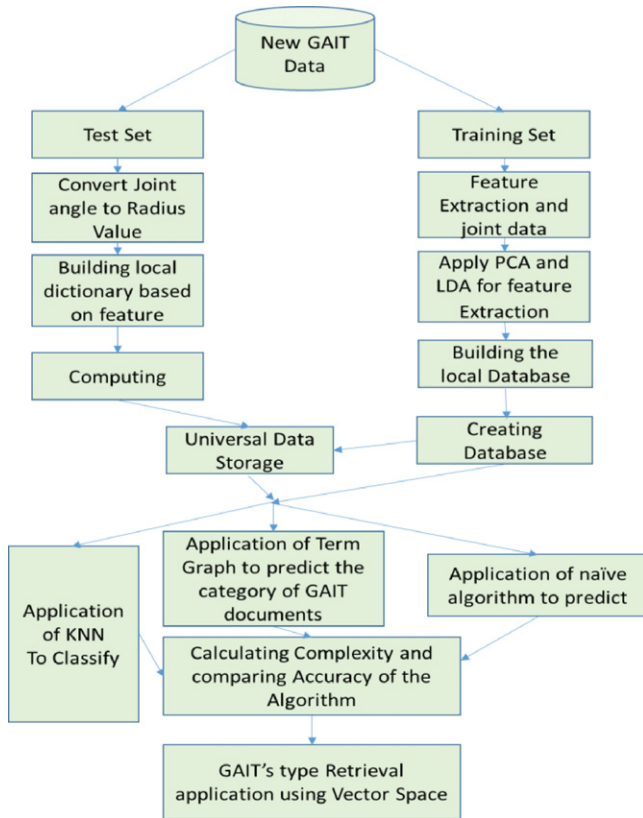 New GAIT
Data
Test Set
Training Set
Convert Joint
angle to Radius
Value
Feature
Extraction and
joint data
Building local
dictionary based
on feature
Apply PCA and
LDA for feature
Extraction
Computing
Building the
local Database
Universal Data
Storage
Creating
Database
Application
of KNN
To Classify
Application of Term
Graph to predict the
category of GAIT
documents
Application of naïve
algorithm to predict
Calculating Complexity and
comparing Accuracy of the
Algorithm
GAIT's type Retrieval
application using Vector Space